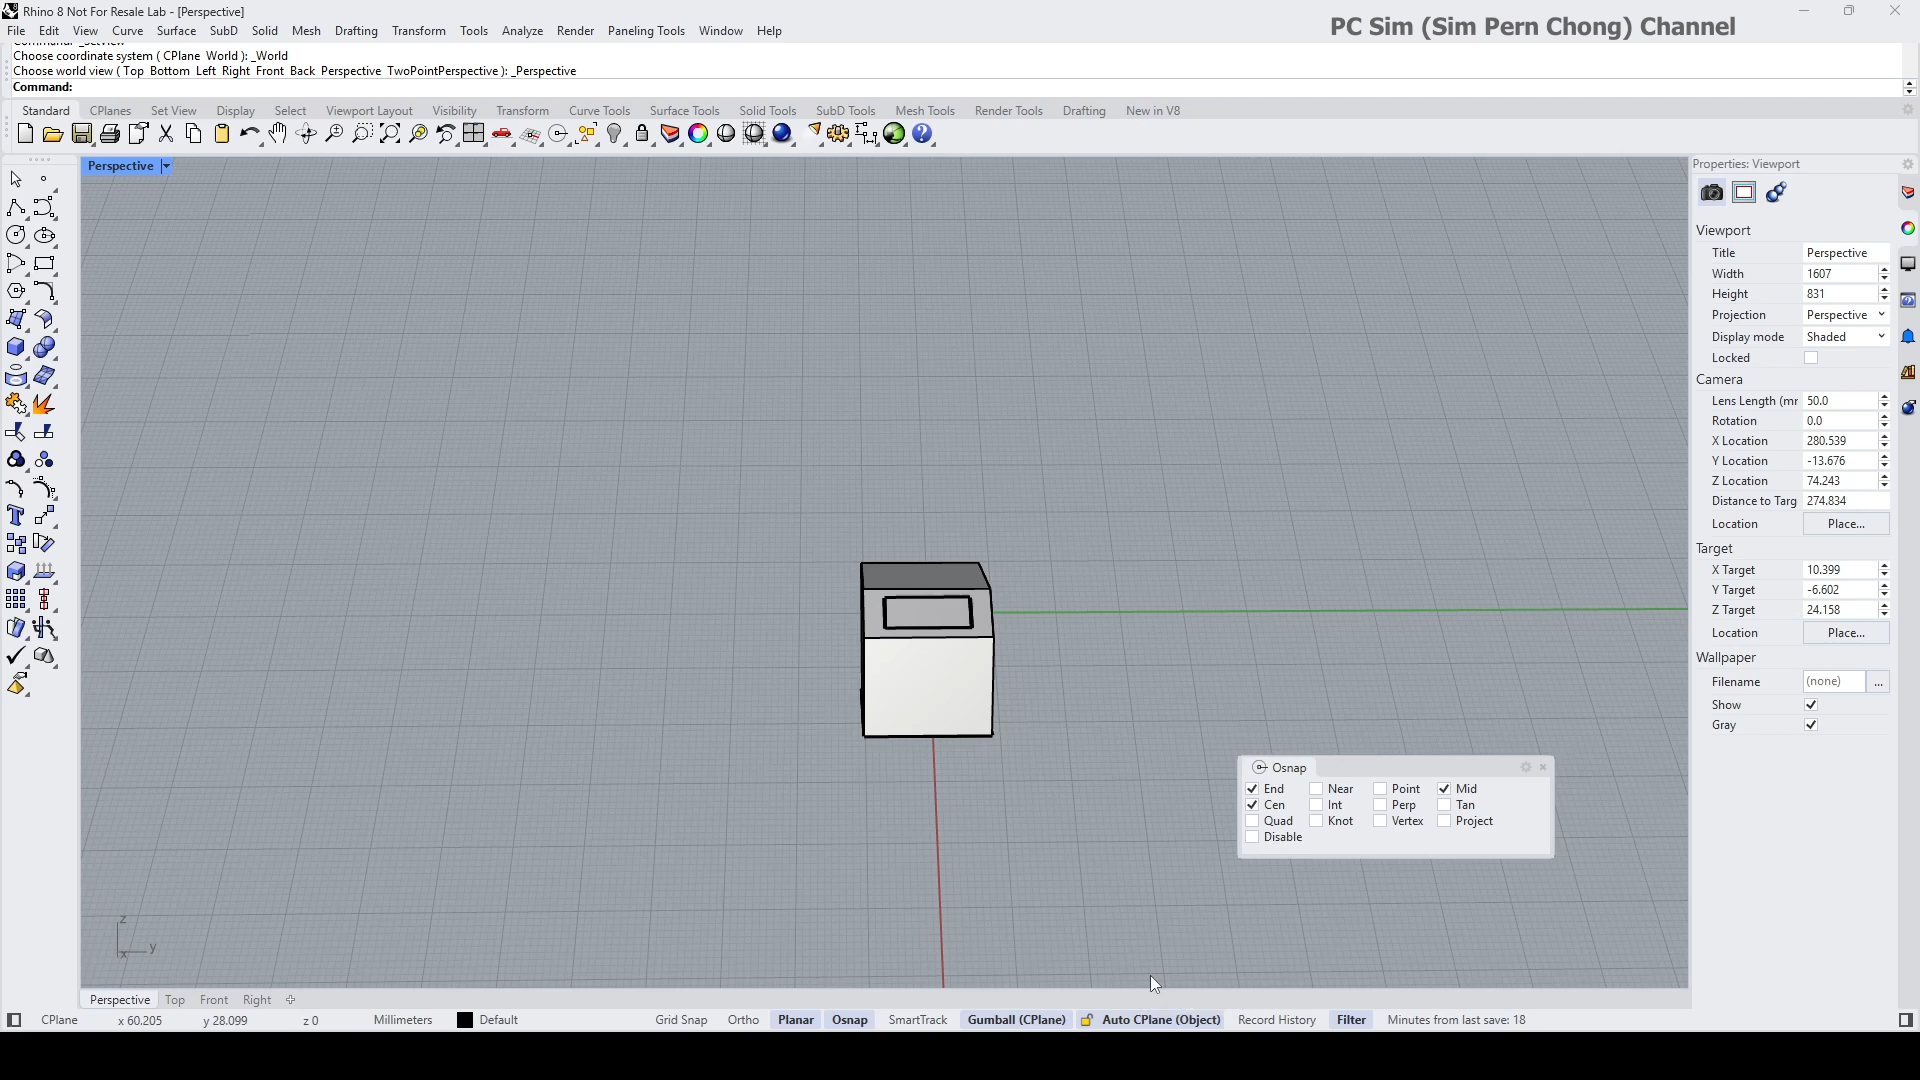 Rhino 8 Not For Resale Lab - [Perspective]
PC Sim (Sim Pern Chong) Channel
File Edit View Curve Surface SubD Solid Mesh Drafting Transform Tools Analyze Render Paneling Tools Window Help
Choose coordinate system ( CPlane World ): _World
Choose world view ( Top Bottom Left Right Front Back Perspective TwoPointPerspective ): _Perspective
Command:
Standard CPlanes Set View Display Select Viewport Layout Visibility Transform Curve Tools Surface Tools Solid Tools SubD Tools Mesh Tools Render Tools Drafting New in V8
Perspective
Properties: Viewport
Viewport
Title Perspective
Width 1607
Height 831
Projection Perspective
Display mode Shaded
Locked
Camera
Lens Length (mr 50.0
Rotation 0.0
X Location 280.539
Y Location -13.676
Z Location 74.243
Distance to Targ 274.834
Location Place...
Target
X Target 10.399
Y Target -6.602
Z Target 24.158
Location Place...
Wallpaper
Filename (none) ...
Show
Gray
Osnap
End Near Point Mid
Cen Int Perp Tan
Quad Knot Vertex Project
Disable
z
x y
Perspective Top Front Right
CPlane x 60.205 y 28.099 z 0 Millimeters Default Grid Snap Ortho Planar Osnap SmartTrack Gumball (CPlane) Auto CPlane (Object) Record History Filter Minutes from last save: 18